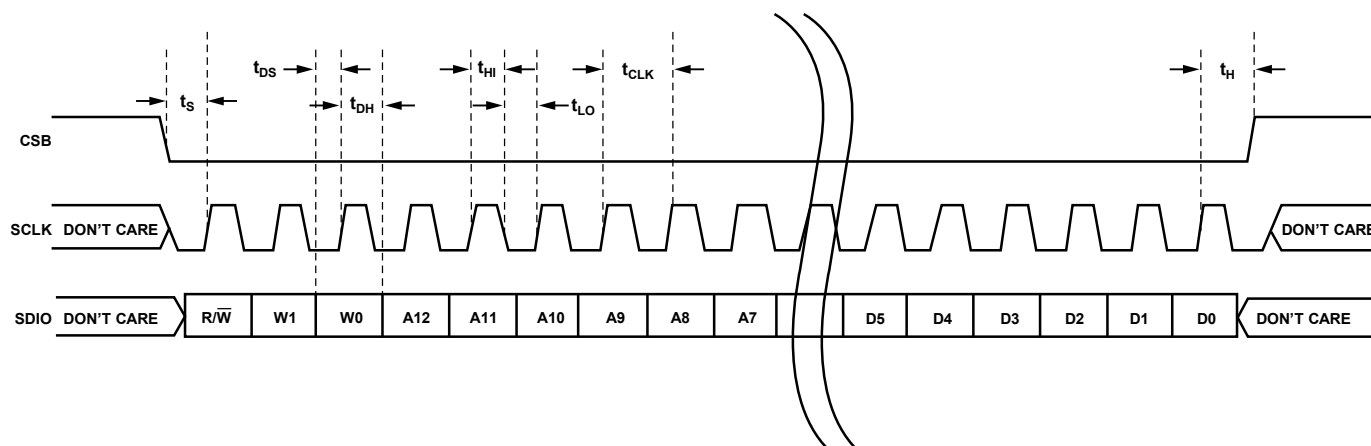 tDS
tHI
tCLK
tH
tS
tDH
tLO
CSB
SCLK DON'T CARE
DON'T CARE
SDIO DON'T CARE R/W̅ W1 W0 A12 A11 A10 A9 A8 A7 D5 D4 D3 D2 D1 D0 DON'T CARE